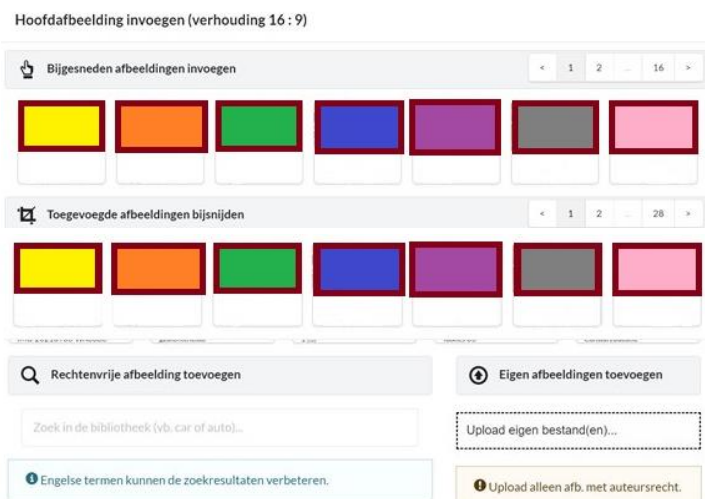 Hoofdafbeelding invoegen (verhouding 16 : 9)
Bijgesneden afbeeldingen invoegen
< 1 2 ... 16 >
Toegevoegde afbeeldingen bijsnijden
< 1 2 ... 28 >
Rechtenvrije afbeelding toevoegen
Eigen afbeeldingen toevoegen
Zoek in de bibliotheek (vb. car of auto)...
Upload eigen bestand(en)...
Engelse termen kunnen de zoekresultaten verbeteren.
Upload alleen afb. met auteursrecht.